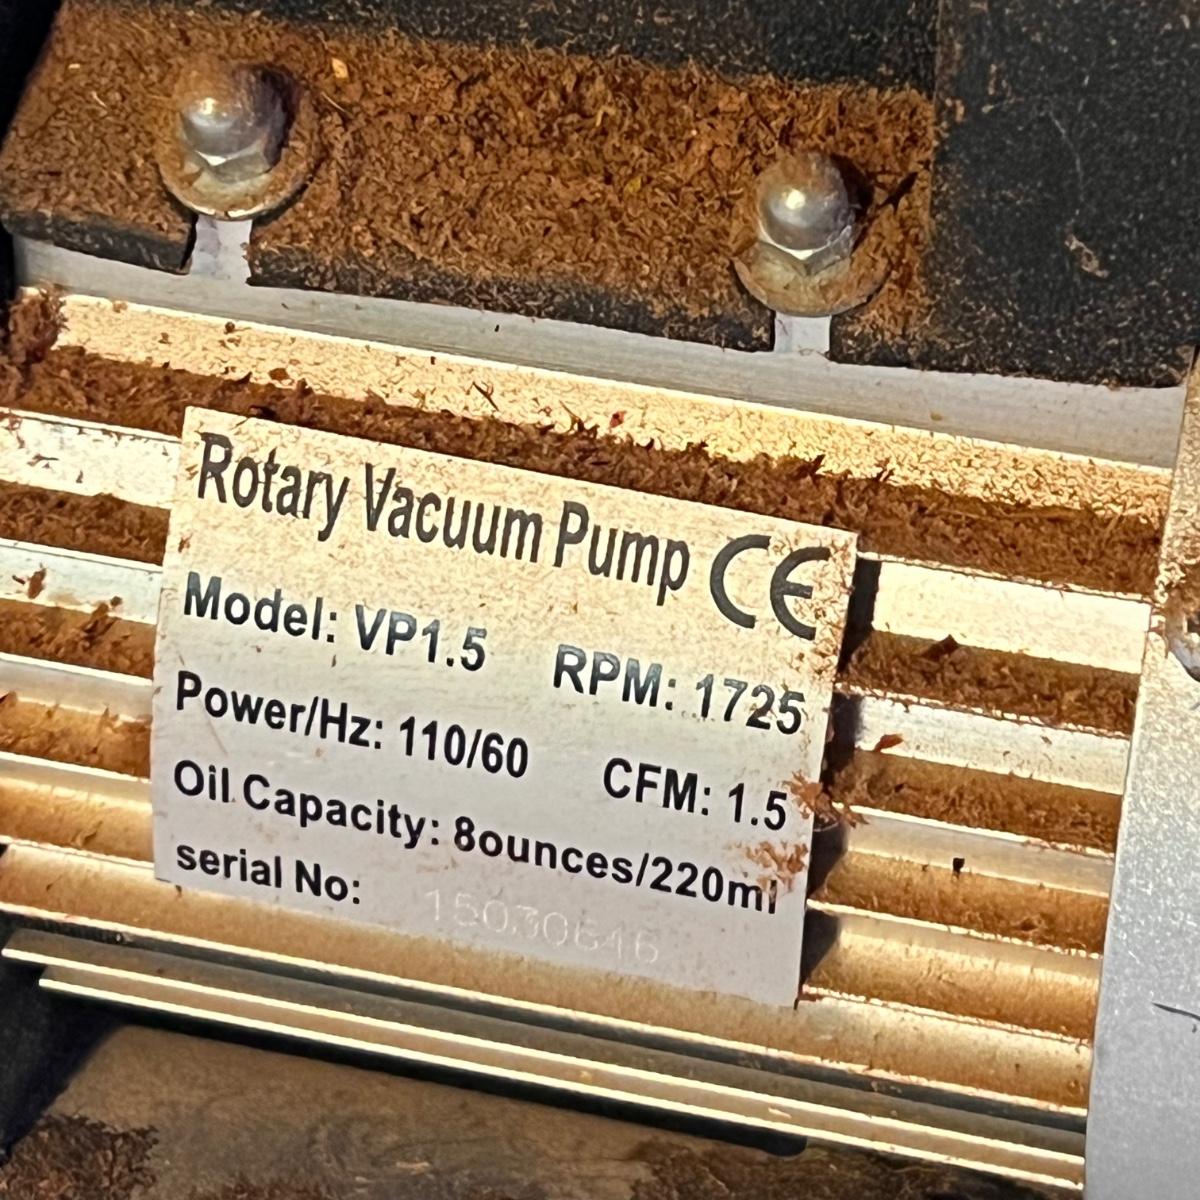 Rotary Vacuum Pump CE
Model: VP1.5 RPM: 1725
Power/Hz: 110/60 CFM: 1.5
Oil Capacity: 8ounces/220ml
serial No: 15030646